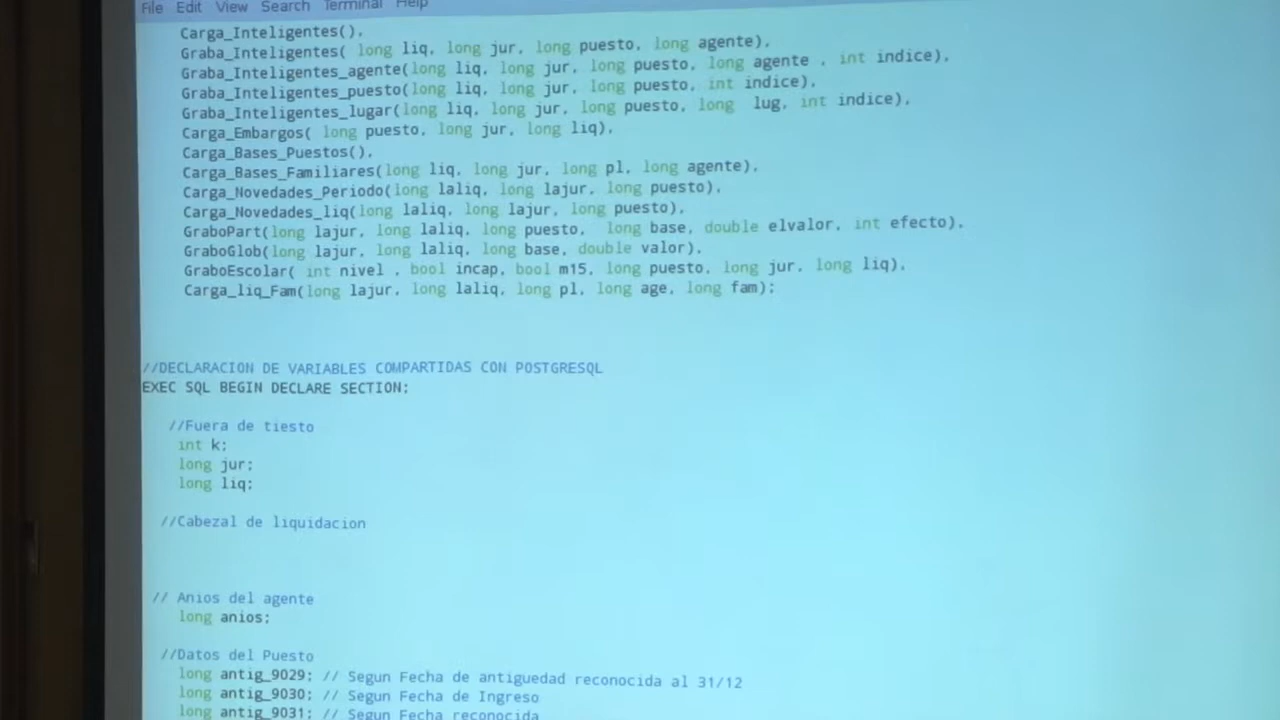 File Edit View Search Terminal Help
Carga_Inteligentes(),
Graba_Inteligentes( long liq, long jur, long puesto, long agente),
Graba_Inteligentes_agente(long liq, long jur, long puesto, long agente , int indice),
Graba_Inteligentes_puesto(long liq, long jur, long puesto, int indice),
Graba_Inteligentes_lugar(long liq, long jur, long puesto, long lug, int indice),
Carga_Embargos( long puesto, long jur, long liq),
Carga_Bases_Puestos(),
Carga_Bases_Familiares(long liq, long jur, long pl, long agente),
Carga_Novedades_Periodo(long laliq, long lajur, long puesto),
Carga_Novedades_liq(long laliq, long lajur, long puesto),
GraboPart(long lajur, long laliq, long puesto, long base, double elvalor, int efecto),
GraboGlob(long lajur, long laliq, long base, double valor),
GraboEscolar( int nivel , bool incap, bool m15, long puesto, long jur, long liq),
Carga_liq_Fam(long lajur, long laliq, long pl, long age, long fam);
//DECLARACION DE VARIABLES COMPARTIDAS CON POSTGRESQL
EXEC SQL BEGIN DECLARE SECTION;
//Fuera de tiesto
int k;
long jur;
long liq;
//Cabezal de liquidacion
// Anios del agente
long anios;
//Datos del Puesto
long antig_9029; // Segun Fecha de antiguedad reconocida al 31/12
long antig_9030; // Segun Fecha de Ingreso
long antig_9031; // Segun Fecha reconocida